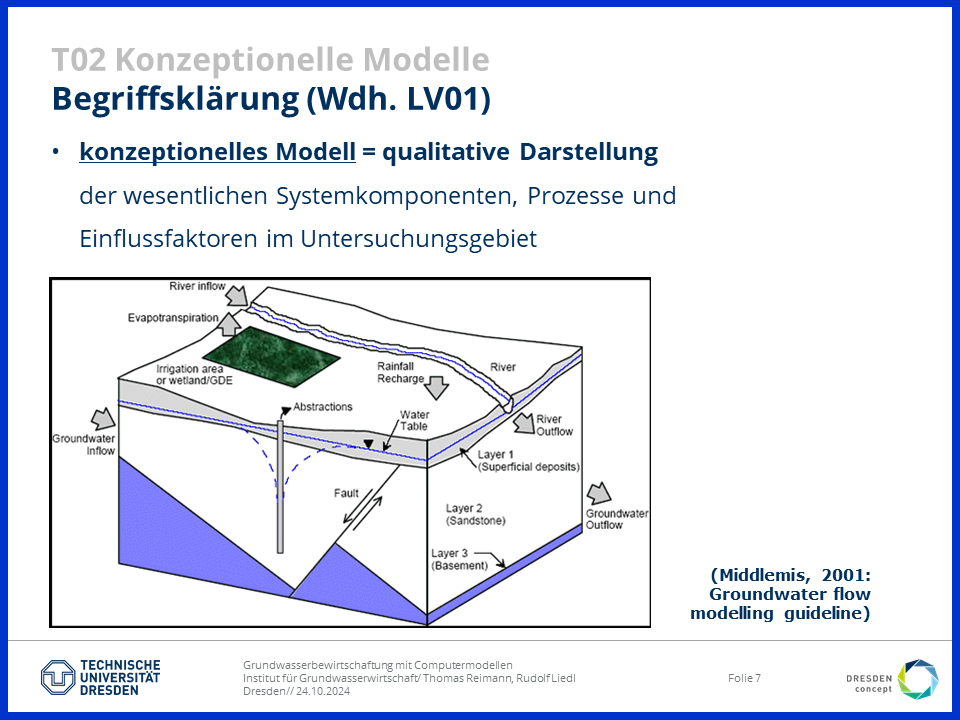 T02 Konzeptionelle Modelle
Begriffsklärung (Wdh. LV01)
• konzeptionelles Modell = qualitative Darstellung
der wesentlichen Systemkomponenten, Prozesse und
Einflussfaktoren im Untersuchungsgebiet
River inflow
Evapotranspiration
Irrigation area
or wetland/GDE
Rainfall
Recharge
River
Abstractions
Water
Table
River
Outflow
Groundwater
Inflow
Layer 1
(Superficial deposits)
Fault
Layer 2
(Sandstone)
Groundwater
Outflow
Layer 3
(Basement)
(Middlemis, 2001:
Groundwater flow
modelling guideline)
TECHNISCHE
UNIVERSITÄT
DRESDEN
Grundwasserbewirtschaftung mit Computermodellen
Institut für Grundwasserwirtschaft/ Thomas Reimann, Rudolf Liedl
Dresden// 24.10.2024
Folie 7
DRESDEN
concept